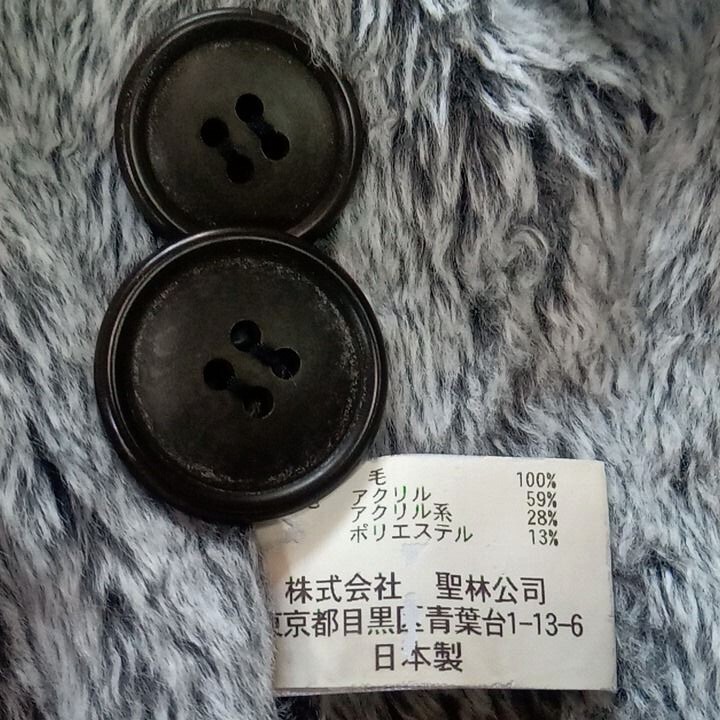 毛 100%
アクリル 59%
アクリル系 28%
ポリエステル 13%
株式会社 聖林公司
東京都目黒区青葉台1-13-6
日本製